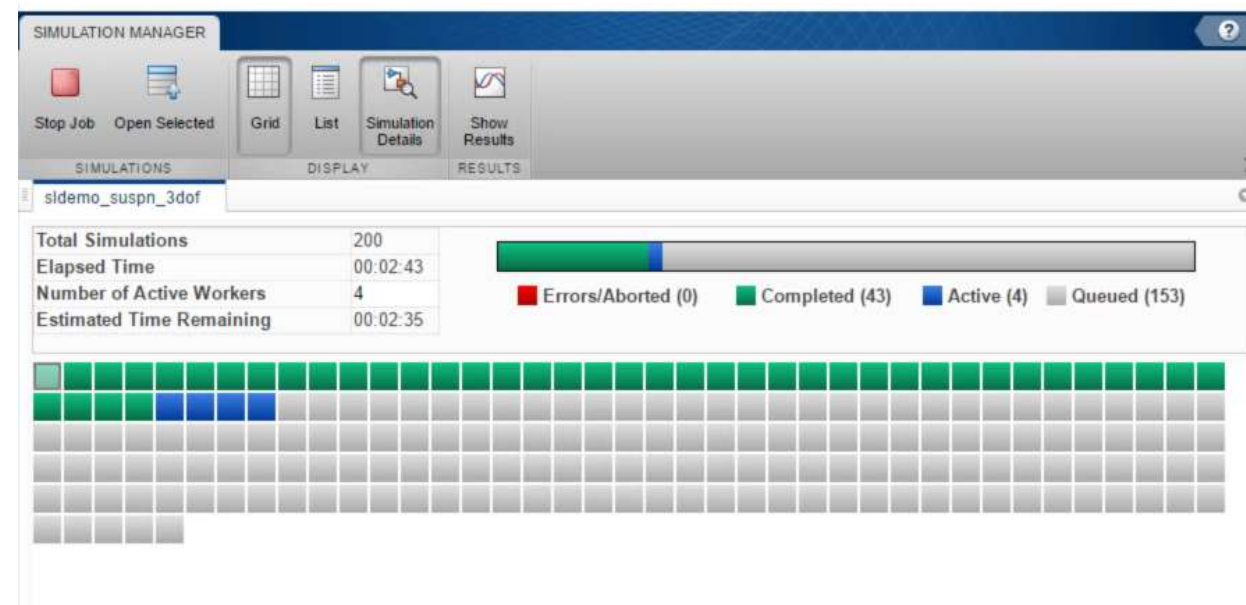 SIMULATION MANAGER
?
Stop Job Open Selected Grid List Simulation Details Show Results
SIMULATIONS DISPLAY RESULTS
sldemo_suspn_3dof
Total Simulations 200
Elapsed Time 00:02:43
Number of Active Workers 4
Estimated Time Remaining 00:02:35
Errors/Aborted (0) Completed (43) Active (4) Queued (153)